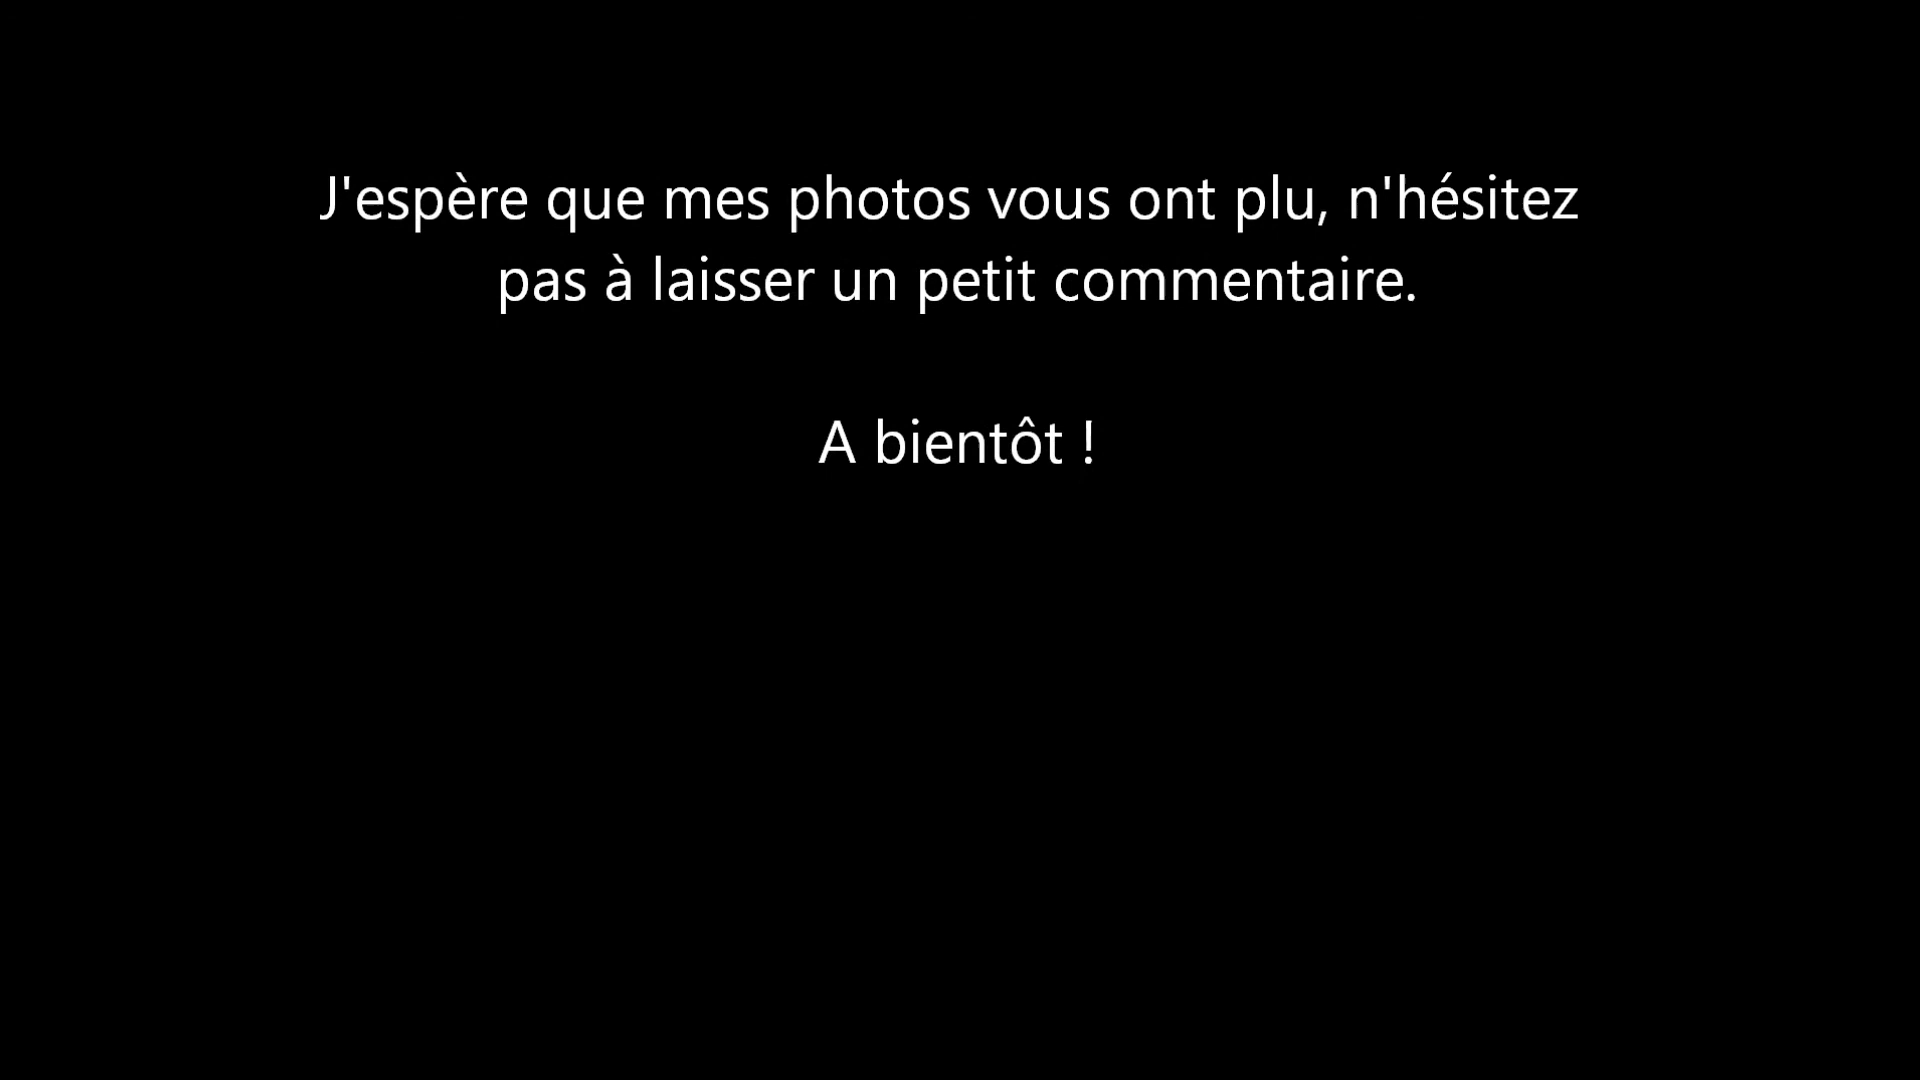 J'espère que mes photos vous ont plu, n'hésitez
pas à laisser un petit commentaire.
A bientôt !